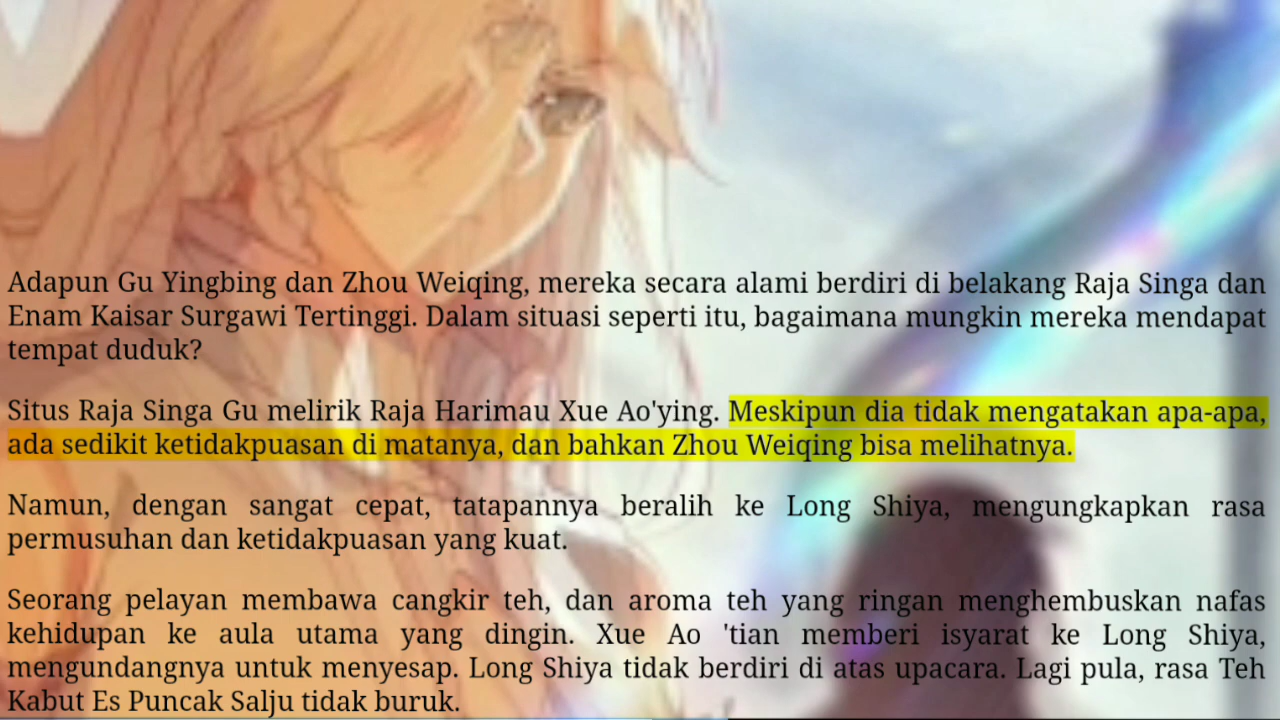 Adapun Gu Yingbing dan Zhou Weiqing, mereka secara alami berdiri di belakang Raja Singa dan
Enam Kaisar Surgawi Tertinggi. Dalam situasi seperti itu, bagaimana mungkin mereka mendapat
tempat duduk?
Situs Raja Singa Gu melirik Raja Harimau Xue Ao'ying. Meskipun dia tidak mengatakan apa-apa,
ada sedikit ketidakpuasan di matanya, dan bahkan Zhou Weiqing bisa melihatnya.
Namun, dengan sangat cepat, tatapannya beralih ke Long Shiya, mengungkapkan rasa
permusuhan dan ketidakpuasan yang kuat.
Seorang pelayan membawa cangkir teh, dan aroma teh yang ringan menghembuskan nafas
kehidupan ke aula utama yang dingin. Xue Ao 'tian memberi isyarat ke Long Shiya,
mengundangnya untuk menyesap. Long Shiya tidak berdiri di atas upacara. Lagi pula, rasa Teh
Kabut Es Puncak Salju tidak buruk.